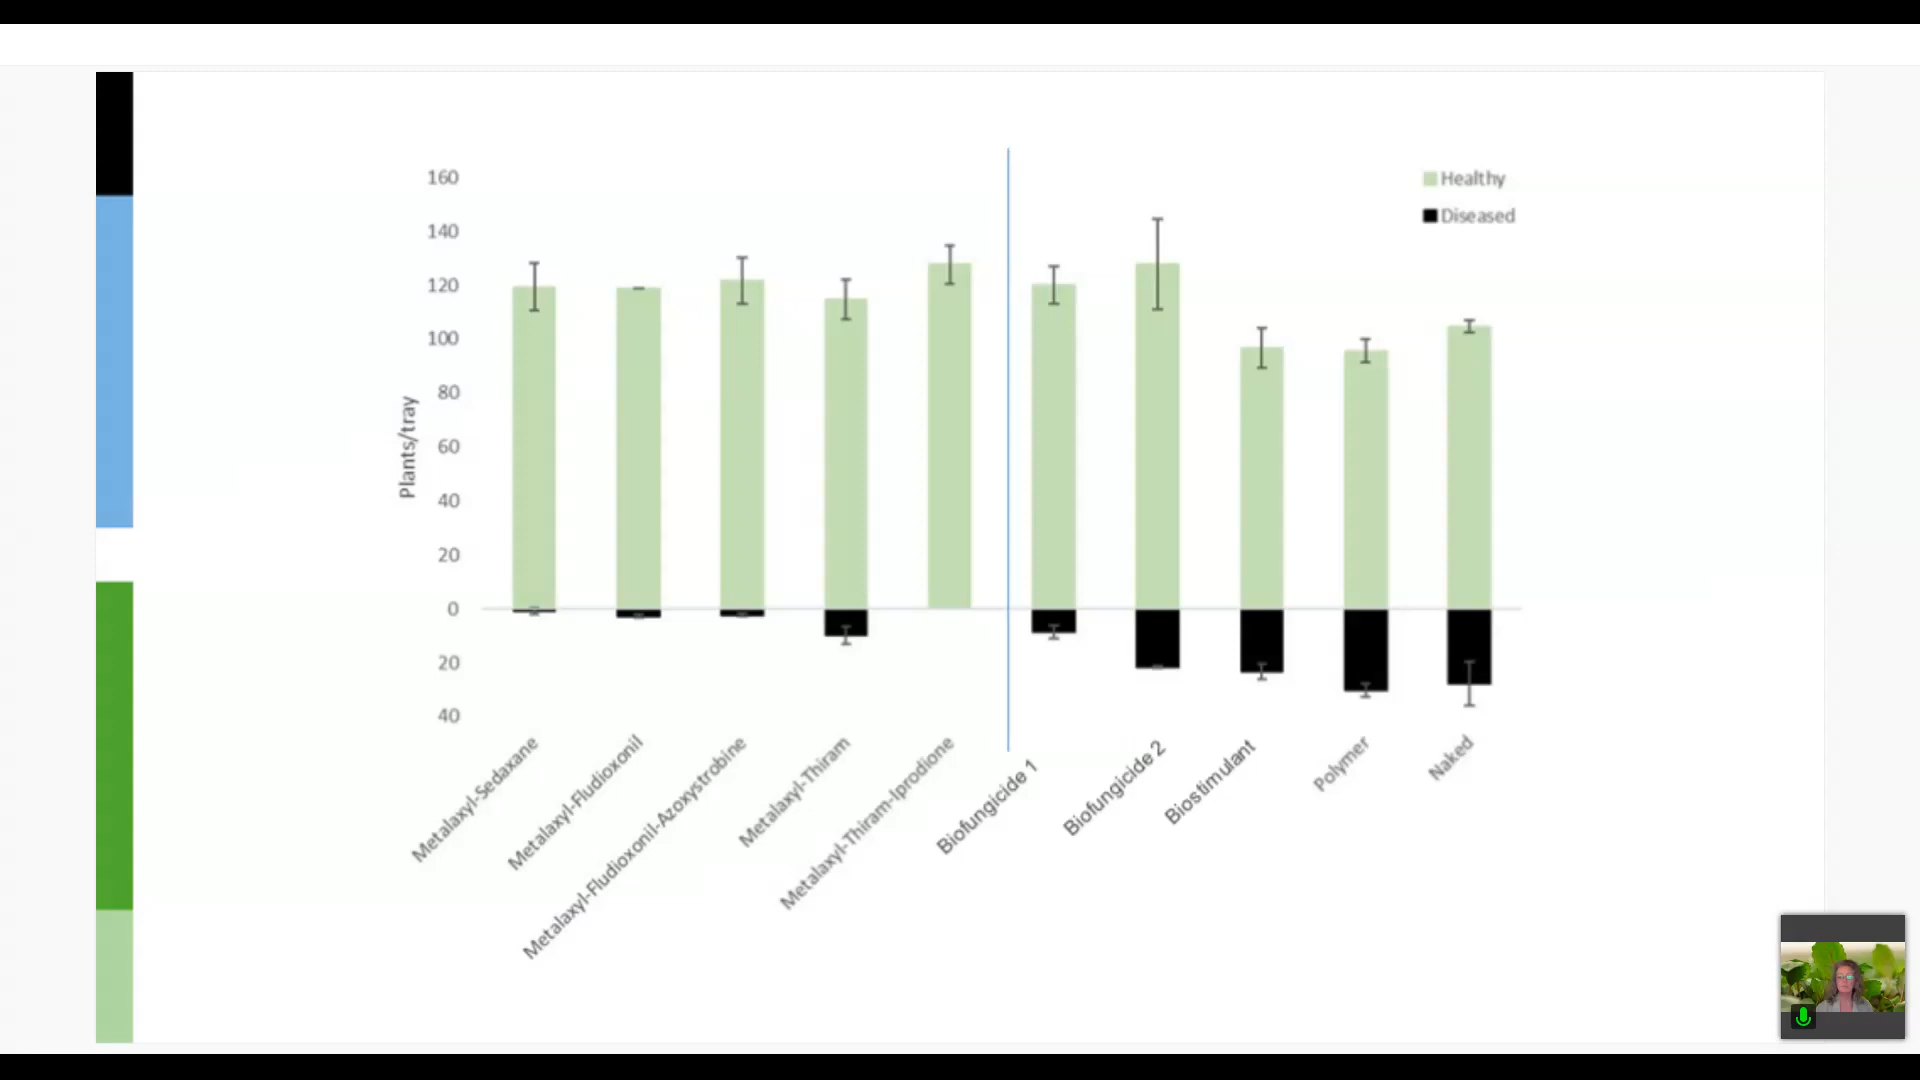 160
140
120
100
80
60
40
20
0
20
40
Plants/tray
Healthy
Diseased
Metalaxyl-Sedaxane
Metalaxyl-Fludioxonil
Metalaxyl-Fludioxonil-Azoxystrobine
Metalaxyl-Thiram
Metalaxyl-Thiram-Iprodione
Biofungicide 1
Biofungicide 2
Biostimulant
Polymer
Naked